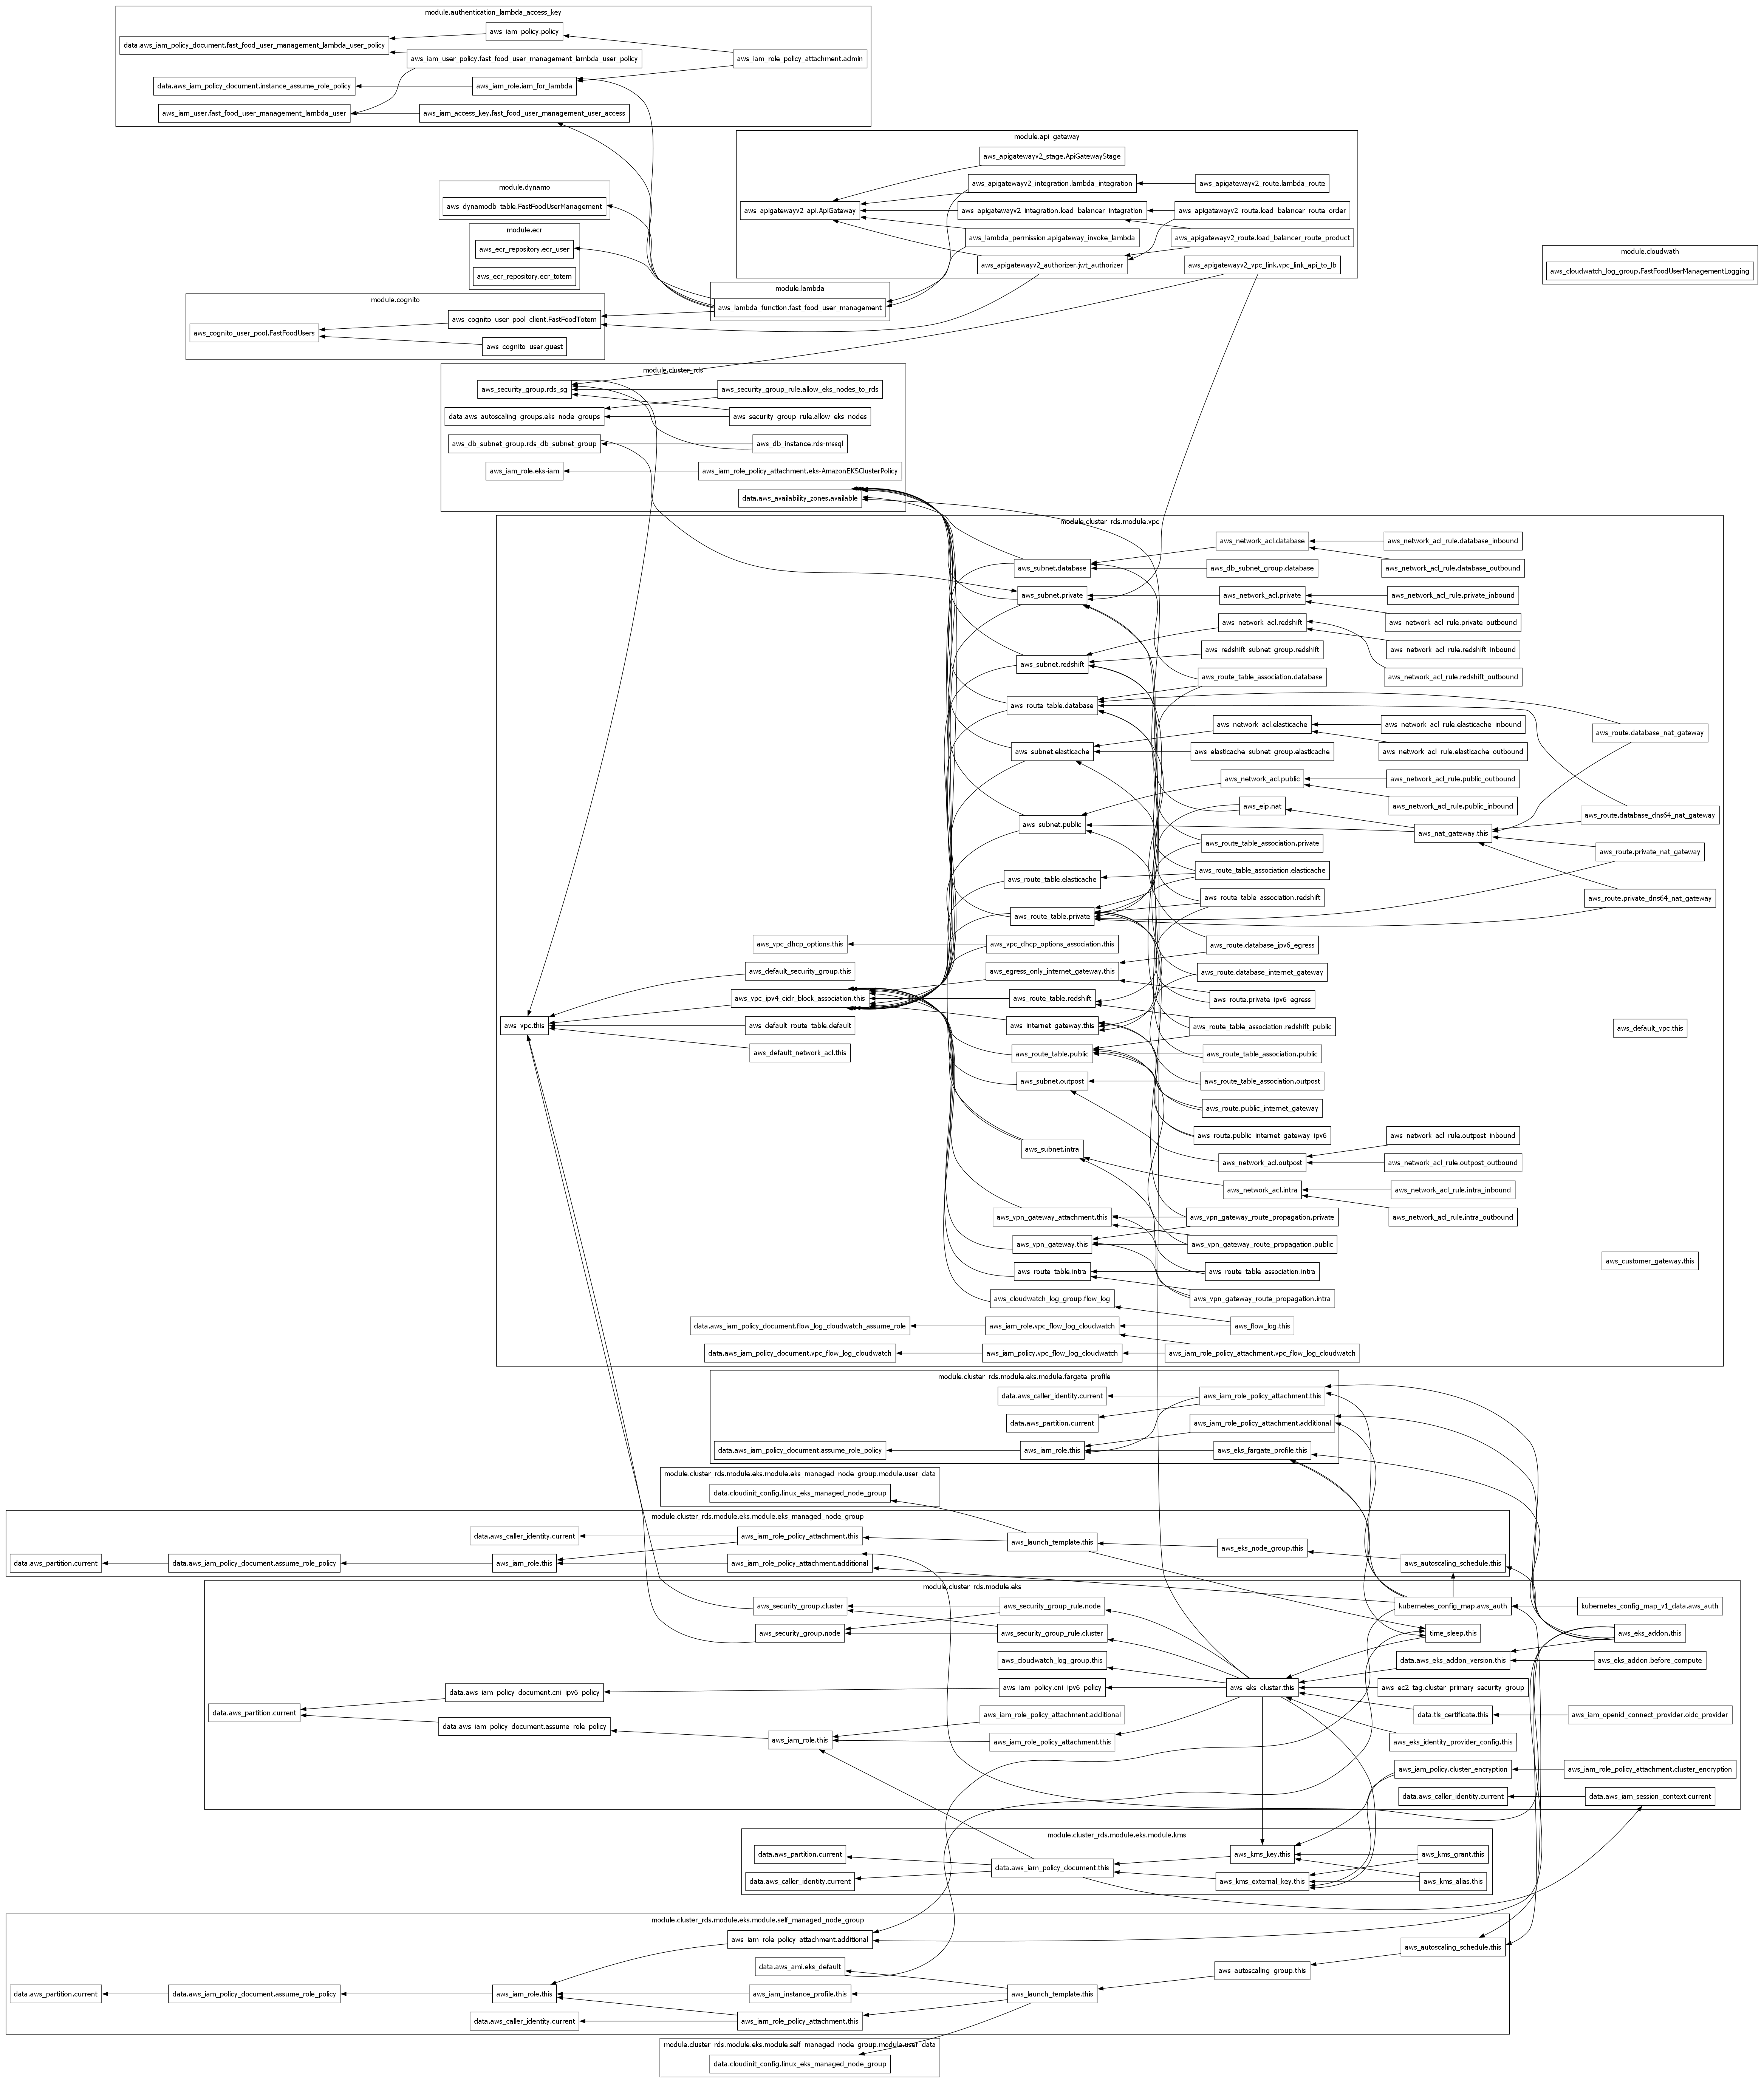 module.authentication_lambda_access_key
aws_iam_policy.policy
data.aws_iam_policy_document.fast_food_user_management_lambda_user_policy
aws_iam_user_policy.fast_food_user_management_lambda_user_policy
aws_iam_role_policy_attachment.admin
data.aws_iam_policy_document.instance_assume_role_policy
aws_iam_role.iam_for_lambda
aws_iam_user.fast_food_user_management_lambda_user
aws_iam_access_key.fast_food_user_management_user_access
module.api_gateway
aws_apigatewayv2_stage.ApiGatewayStage
aws_apigatewayv2_integration.lambda_integration
aws_apigatewayv2_route.lambda_route
aws_apigatewayv2_api.ApiGateway
aws_apigatewayv2_integration.load_balancer_integration
aws_apigatewayv2_route.load_balancer_route_order
aws_lambda_permission.apigateway_invoke_lambda
aws_apigatewayv2_route.load_balancer_route_product
aws_apigatewayv2_authorizer.jwt_authorizer
aws_apigatewayv2_vpc_link.vpc_link_api_to_lb
module.dynamo
aws_dynamodb_table.FastFoodUserManagement
module.ecr
aws_ecr_repository.ecr_user
aws_ecr_repository.ecr_totem
module.cloudwath
aws_cloudwatch_log_group.FastFoodUserManagementLogging
module.lambda
aws_lambda_function.fast_food_user_management
module.cognito
aws_cognito_user_pool_client.FastFoodTotem
aws_cognito_user_pool.FastFoodUsers
aws_cognito_user.guest
module.cluster_rds
aws_security_group.rds_sg
aws_security_group_rule.allow_eks_nodes_to_rds
data.aws_autoscaling_groups.eks_node_groups
aws_security_group_rule.allow_eks_nodes
aws_db_subnet_group.rds_db_subnet_group
aws_db_instance.rds-mssql
aws_iam_role.eks-iam
aws_iam_role_policy_attachment.eks-AmazonEKSClusterPolicy
data.aws_availability_zones.available
module.cluster_rds.module.vpc
aws_network_acl.database
aws_network_acl_rule.database_inbound
aws_subnet.database
aws_db_subnet_group.database
aws_network_acl_rule.database_outbound
aws_subnet.private
aws_network_acl.private
aws_network_acl_rule.private_inbound
aws_network_acl.redshift
aws_network_acl_rule.private_outbound
aws_redshift_subnet_group.redshift
aws_network_acl_rule.redshift_inbound
aws_subnet.redshift
aws_route_table_association.database
aws_network_acl_rule.redshift_outbound
aws_route_table.database
aws_network_acl.elasticache
aws_network_acl_rule.elasticache_inbound
aws_route.database_nat_gateway
aws_subnet.elasticache
aws_elasticache_subnet_group.elasticache
aws_network_acl_rule.elasticache_outbound
aws_network_acl.public
aws_network_acl_rule.public_outbound
aws_eip.nat
aws_network_acl_rule.public_inbound
aws_route.database_dns64_nat_gateway
aws_subnet.public
aws_nat_gateway.this
aws_route_table_association.private
aws_route.private_nat_gateway
aws_route_table.elasticache
aws_route_table_association.elasticache
aws_route_table_association.redshift
aws_route.private_dns64_nat_gateway
aws_route_table.private
aws_vpc_dhcp_options.this
aws_vpc_dhcp_options_association.this
aws_route.database_ipv6_egress
aws_default_security_group.this
aws_egress_only_internet_gateway.this
aws_route.database_internet_gateway
aws_vpc_ipv4_cidr_block_association.this
aws_route_table.redshift
aws_route.private_ipv6_egress
aws_vpc.this
aws_default_route_table.default
aws_internet_gateway.this
aws_route_table_association.redshift_public
aws_default_vpc.this
aws_default_network_acl.this
aws_route_table.public
aws_route_table_association.public
aws_subnet.outpost
aws_route_table_association.outpost
aws_route.public_internet_gateway
aws_route.public_internet_gateway_ipv6
aws_network_acl_rule.outpost_inbound
aws_subnet.intra
aws_network_acl.outpost
aws_network_acl_rule.outpost_outbound
aws_network_acl.intra
aws_network_acl_rule.intra_inbound
aws_vpn_gateway_attachment.this
aws_vpn_gateway_route_propagation.private
aws_network_acl_rule.intra_outbound
aws_vpn_gateway.this
aws_vpn_gateway_route_propagation.public
aws_customer_gateway.this
aws_route_table.intra
aws_route_table_association.intra
aws_cloudwatch_log_group.flow_log
aws_vpn_gateway_route_propagation.intra
data.aws_iam_policy_document.flow_log_cloudwatch_assume_role
aws_iam_role.vpc_flow_log_cloudwatch
aws_flow_log.this
data.aws_iam_policy_document.vpc_flow_log_cloudwatch
aws_iam_policy.vpc_flow_log_cloudwatch
aws_iam_role_policy_attachment.vpc_flow_log_cloudwatch
module.cluster_rds.module.eks.module.fargate_profile
data.aws_caller_identity.current
aws_iam_role_policy_attachment.this
data.aws_partition.current
aws_iam_role_policy_attachment.additional
data.aws_iam_policy_document.assume_role_policy
aws_iam_role.this
aws_eks_fargate_profile.this
module.cluster_rds.module.eks.module.eks_managed_node_group.module.user_data
data.cloudinit_config.linux_eks_managed_node_group
module.cluster_rds.module.eks.module.eks_managed_node_group
data.aws_caller_identity.current
aws_iam_role_policy_attachment.this
aws_launch_template.this
aws_eks_node_group.this
data.aws_partition.current
data.aws_iam_policy_document.assume_role_policy
aws_iam_role.this
aws_iam_role_policy_attachment.additional
aws_autoscaling_schedule.this
module.cluster_rds.module.eks
aws_security_group.cluster
aws_security_group_rule.node
kubernetes_config_map.aws_auth
kubernetes_config_map_v1_data.aws_auth
aws_security_group.node
aws_security_group_rule.cluster
time_sleep.this
aws_eks_addon.this
aws_cloudwatch_log_group.this
data.aws_eks_addon_version.this
aws_eks_addon.before_compute
data.aws_iam_policy_document.cni_ipv6_policy
aws_iam_policy.cni_ipv6_policy
aws_eks_cluster.this
aws_ec2_tag.cluster_primary_security_group
data.aws_partition.current
aws_iam_role_policy_attachment.additional
data.tls_certificate.this
aws_iam_openid_connect_provider.oidc_provider
data.aws_iam_policy_document.assume_role_policy
aws_iam_role.this
aws_iam_role_policy_attachment.this
aws_eks_identity_provider_config.this
aws_iam_policy.cluster_encryption
aws_iam_role_policy_attachment.cluster_encryption
data.aws_caller_identity.current
data.aws_iam_session_context.current
module.cluster_rds.module.eks.module.kms
data.aws_partition.current
aws_kms_key.this
aws_kms_grant.this
data.aws_iam_policy_document.this
data.aws_caller_identity.current
aws_kms_external_key.this
aws_kms_alias.this
module.cluster_rds.module.eks.module.self_managed_node_group
aws_iam_role_policy_attachment.additional
aws_autoscaling_schedule.this
data.aws_ami.eks_default
aws_autoscaling_group.this
data.aws_partition.current
data.aws_iam_policy_document.assume_role_policy
aws_iam_role.this
aws_iam_instance_profile.this
aws_launch_template.this
data.aws_caller_identity.current
aws_iam_role_policy_attachment.this
module.cluster_rds.module.eks.module.self_managed_node_group.module.user_data
data.cloudinit_config.linux_eks_managed_node_group